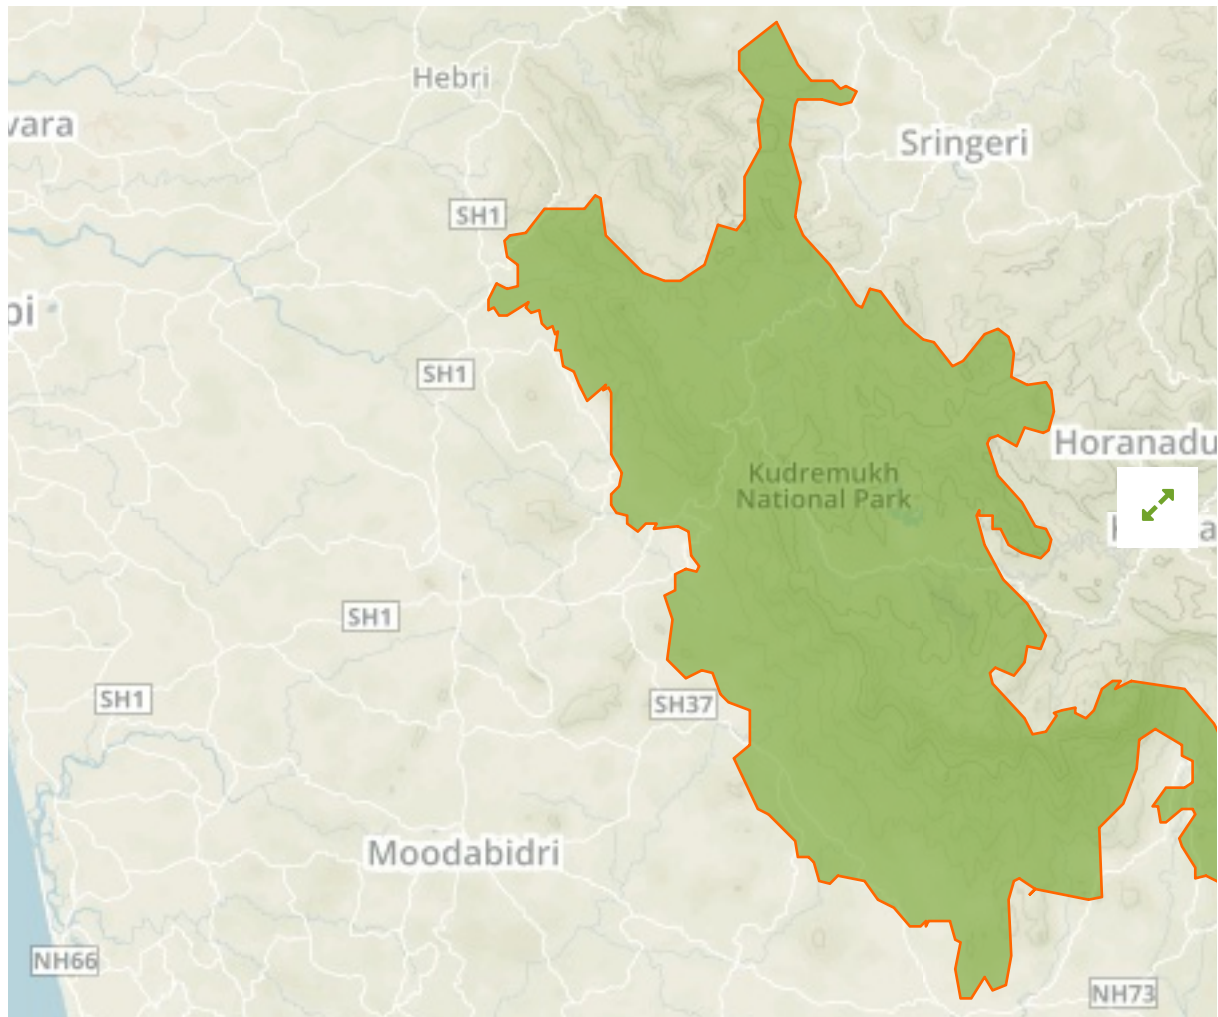 Hebri
vara
Sringeri
SH1
pi
SH1
Horanadu
Kudremukh
National Park
SH1
SH1
SH37
Moodabidri
NH66
NH73